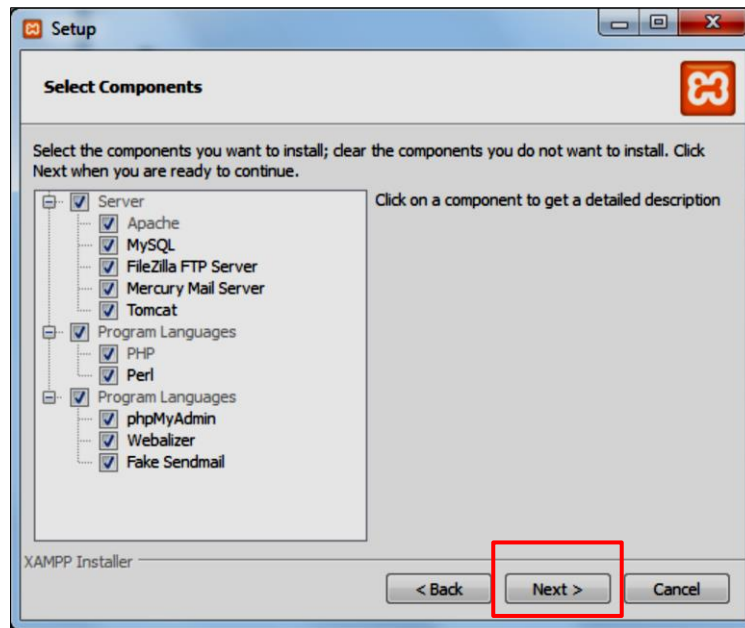 Setup
Select Components
Select the components you want to install; clear the components you do not want to install. Click
Next when you are ready to continue.
Server
Apache
MySQL
FileZilla FTP Server
Mercury Mail Server
Tomcat
Program Languages
PHP
Perl
Program Languages
phpMyAdmin
Webalizer
Fake Sendmail
Click on a component to get a detailed description
XAMPP Installer
< Back
Next >
Cancel